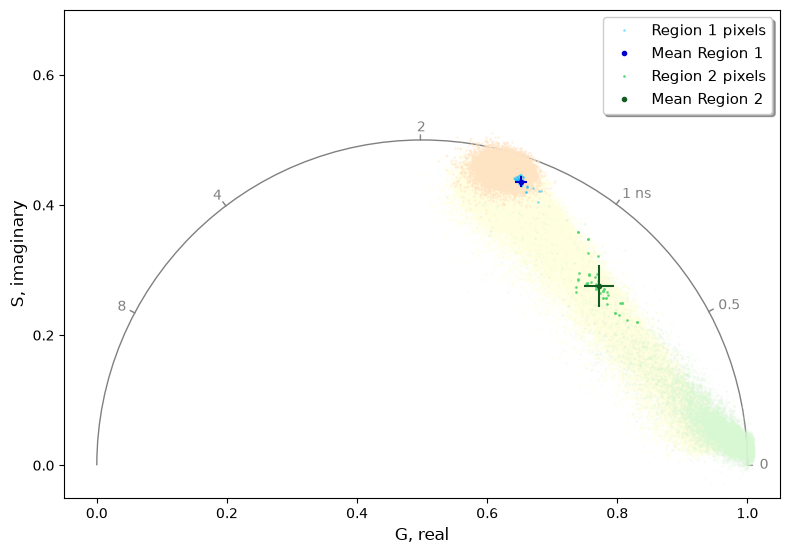 Region 1 pixels
Mean Region 1
Region 2 pixels
Mean Region 2
0.6
0.4
0.2
0.0
S, imaginary
8
4
2
1 ns
0.5
0
0.0 0.2 0.4 0.6 0.8 1.0
G, real